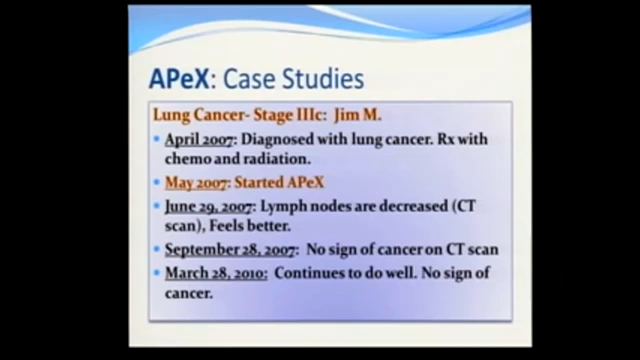 APeX: Case Studies
Lung Cancer- Stage IIIc: Jim M.
• April 2007: Diagnosed with lung cancer. Rx with
chemo and radiation.
• May 2007: Started APeX
• June 29, 2007: Lymph nodes are decreased (CT
scan), Feels better.
• September 28, 2007: No sign of cancer on CT scan
• March 28, 2010: Continues to do well. No sign of
cancer.